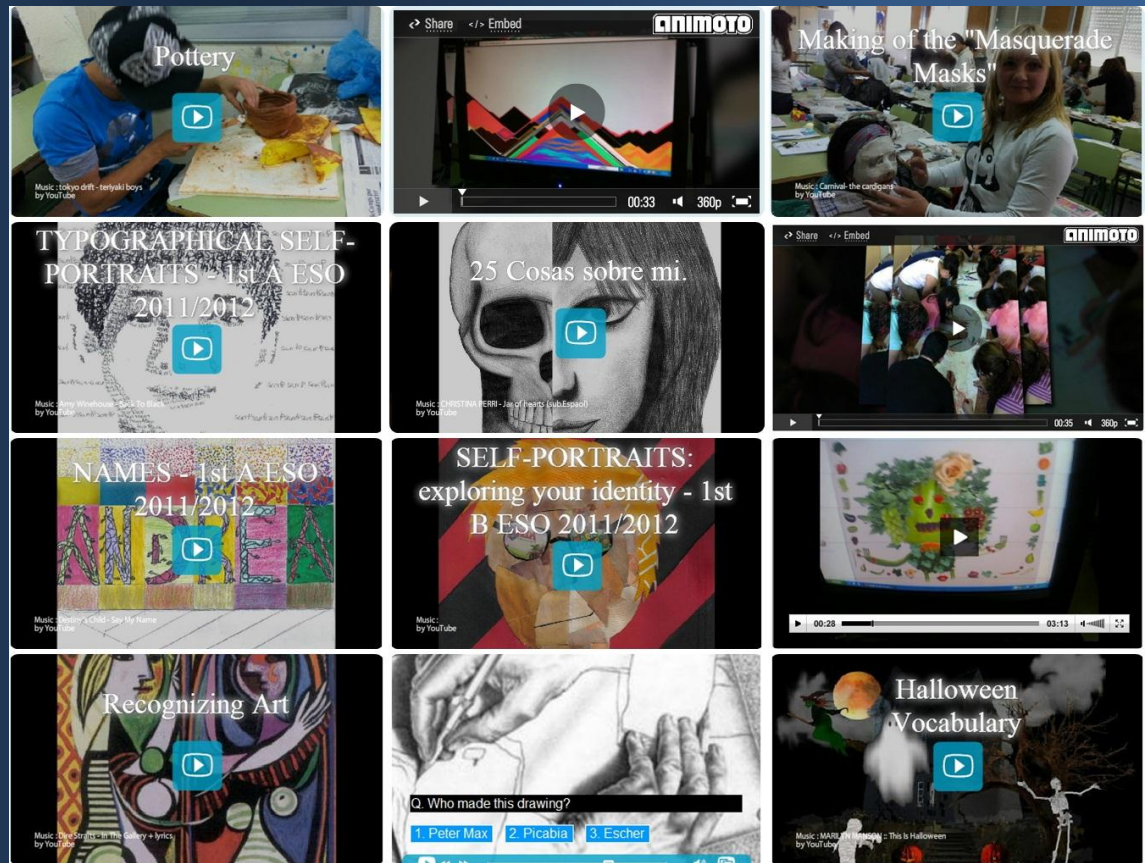 Pottery
Music : tokyo drift - teriyaki boys
by YouTube
Share </> Embed
ANIMOTO
00:33 360p
Making of the "Masquerade
Masks"
Music : Carnival- the cardigans
by YouTube
TYPOGRAPHICAL SELF-
PORTRAITS - 1st A ESO
2011/2012
Music : Amy Winehouse - Back To Black
by YouTube
25 Cosas sobre mi.
Music : CHRISTINA PERRI - Jar of hearts (sub.Espaol)
by YouTube
Share </> Embed
ANIMOTO
00:35 360p
NAMES - 1st A ESO
2011/2012
ANDREA
Music : Destiny's Child - Say My Name
by YouTube
SELF-PORTRAITS:
exploring your identity - 1st
B ESO 2011/2012
Music :
by YouTube
00:28 03:13
Recognizing Art
Music : Dire Straits - In The Gallery + lyrics
by YouTube
Q. Who made this drawing?
1. Peter Max 2. Picabia 3. Escher
Halloween
Vocabulary
Music : MARILYN MANSON :: This Is Halloween
by YouTube